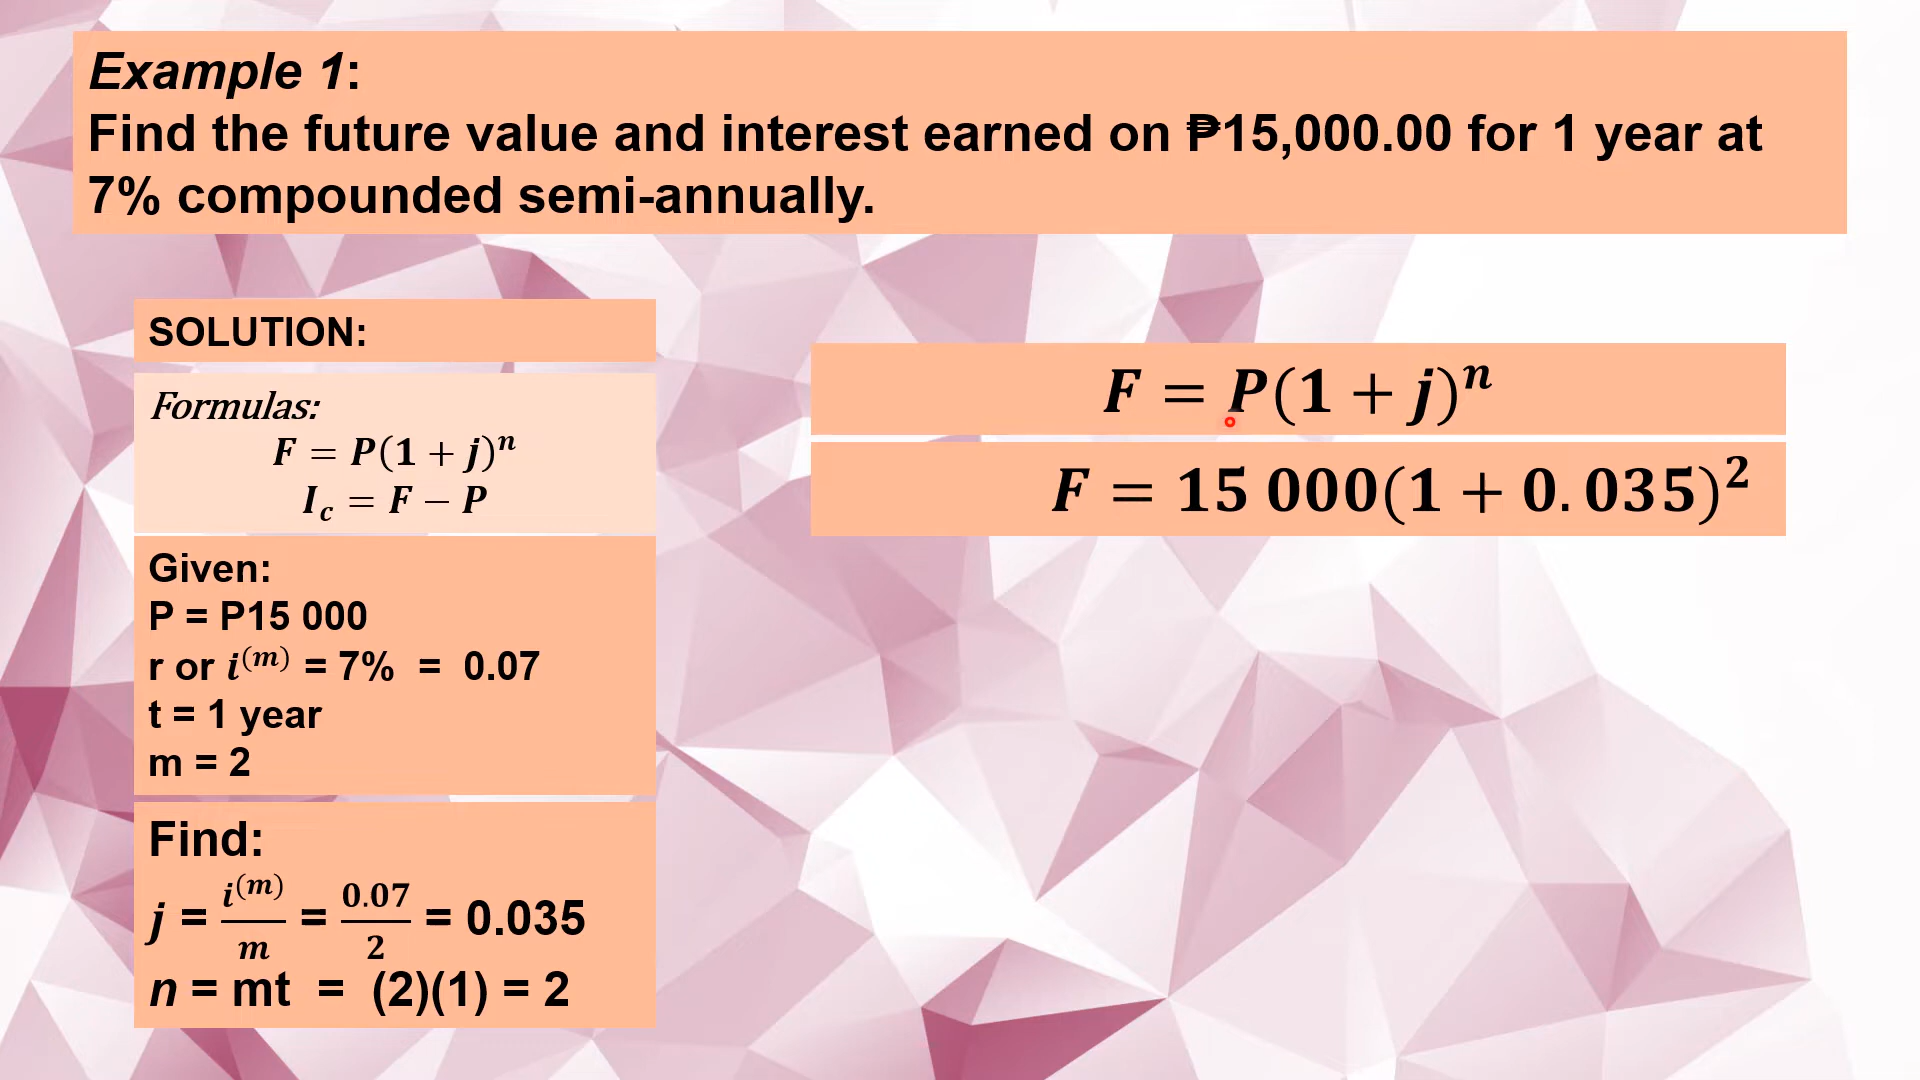 Example 1:
Find the future value and interest earned on ₱15,000.00 for 1 year at
7% compounded semi-annually.
SOLUTION:
Formulas:
F = P(1 + j)ⁿ
I_c = F − P
Given:
P = P15 000
r or i^(m) = 7% = 0.07
t = 1 year
m = 2
Find:
j = i^(m)/m = 0.07/2 = 0.035
n = mt = (2)(1) = 2
F = P(1 + j)ⁿ
F = 15 000(1 + 0.035)²